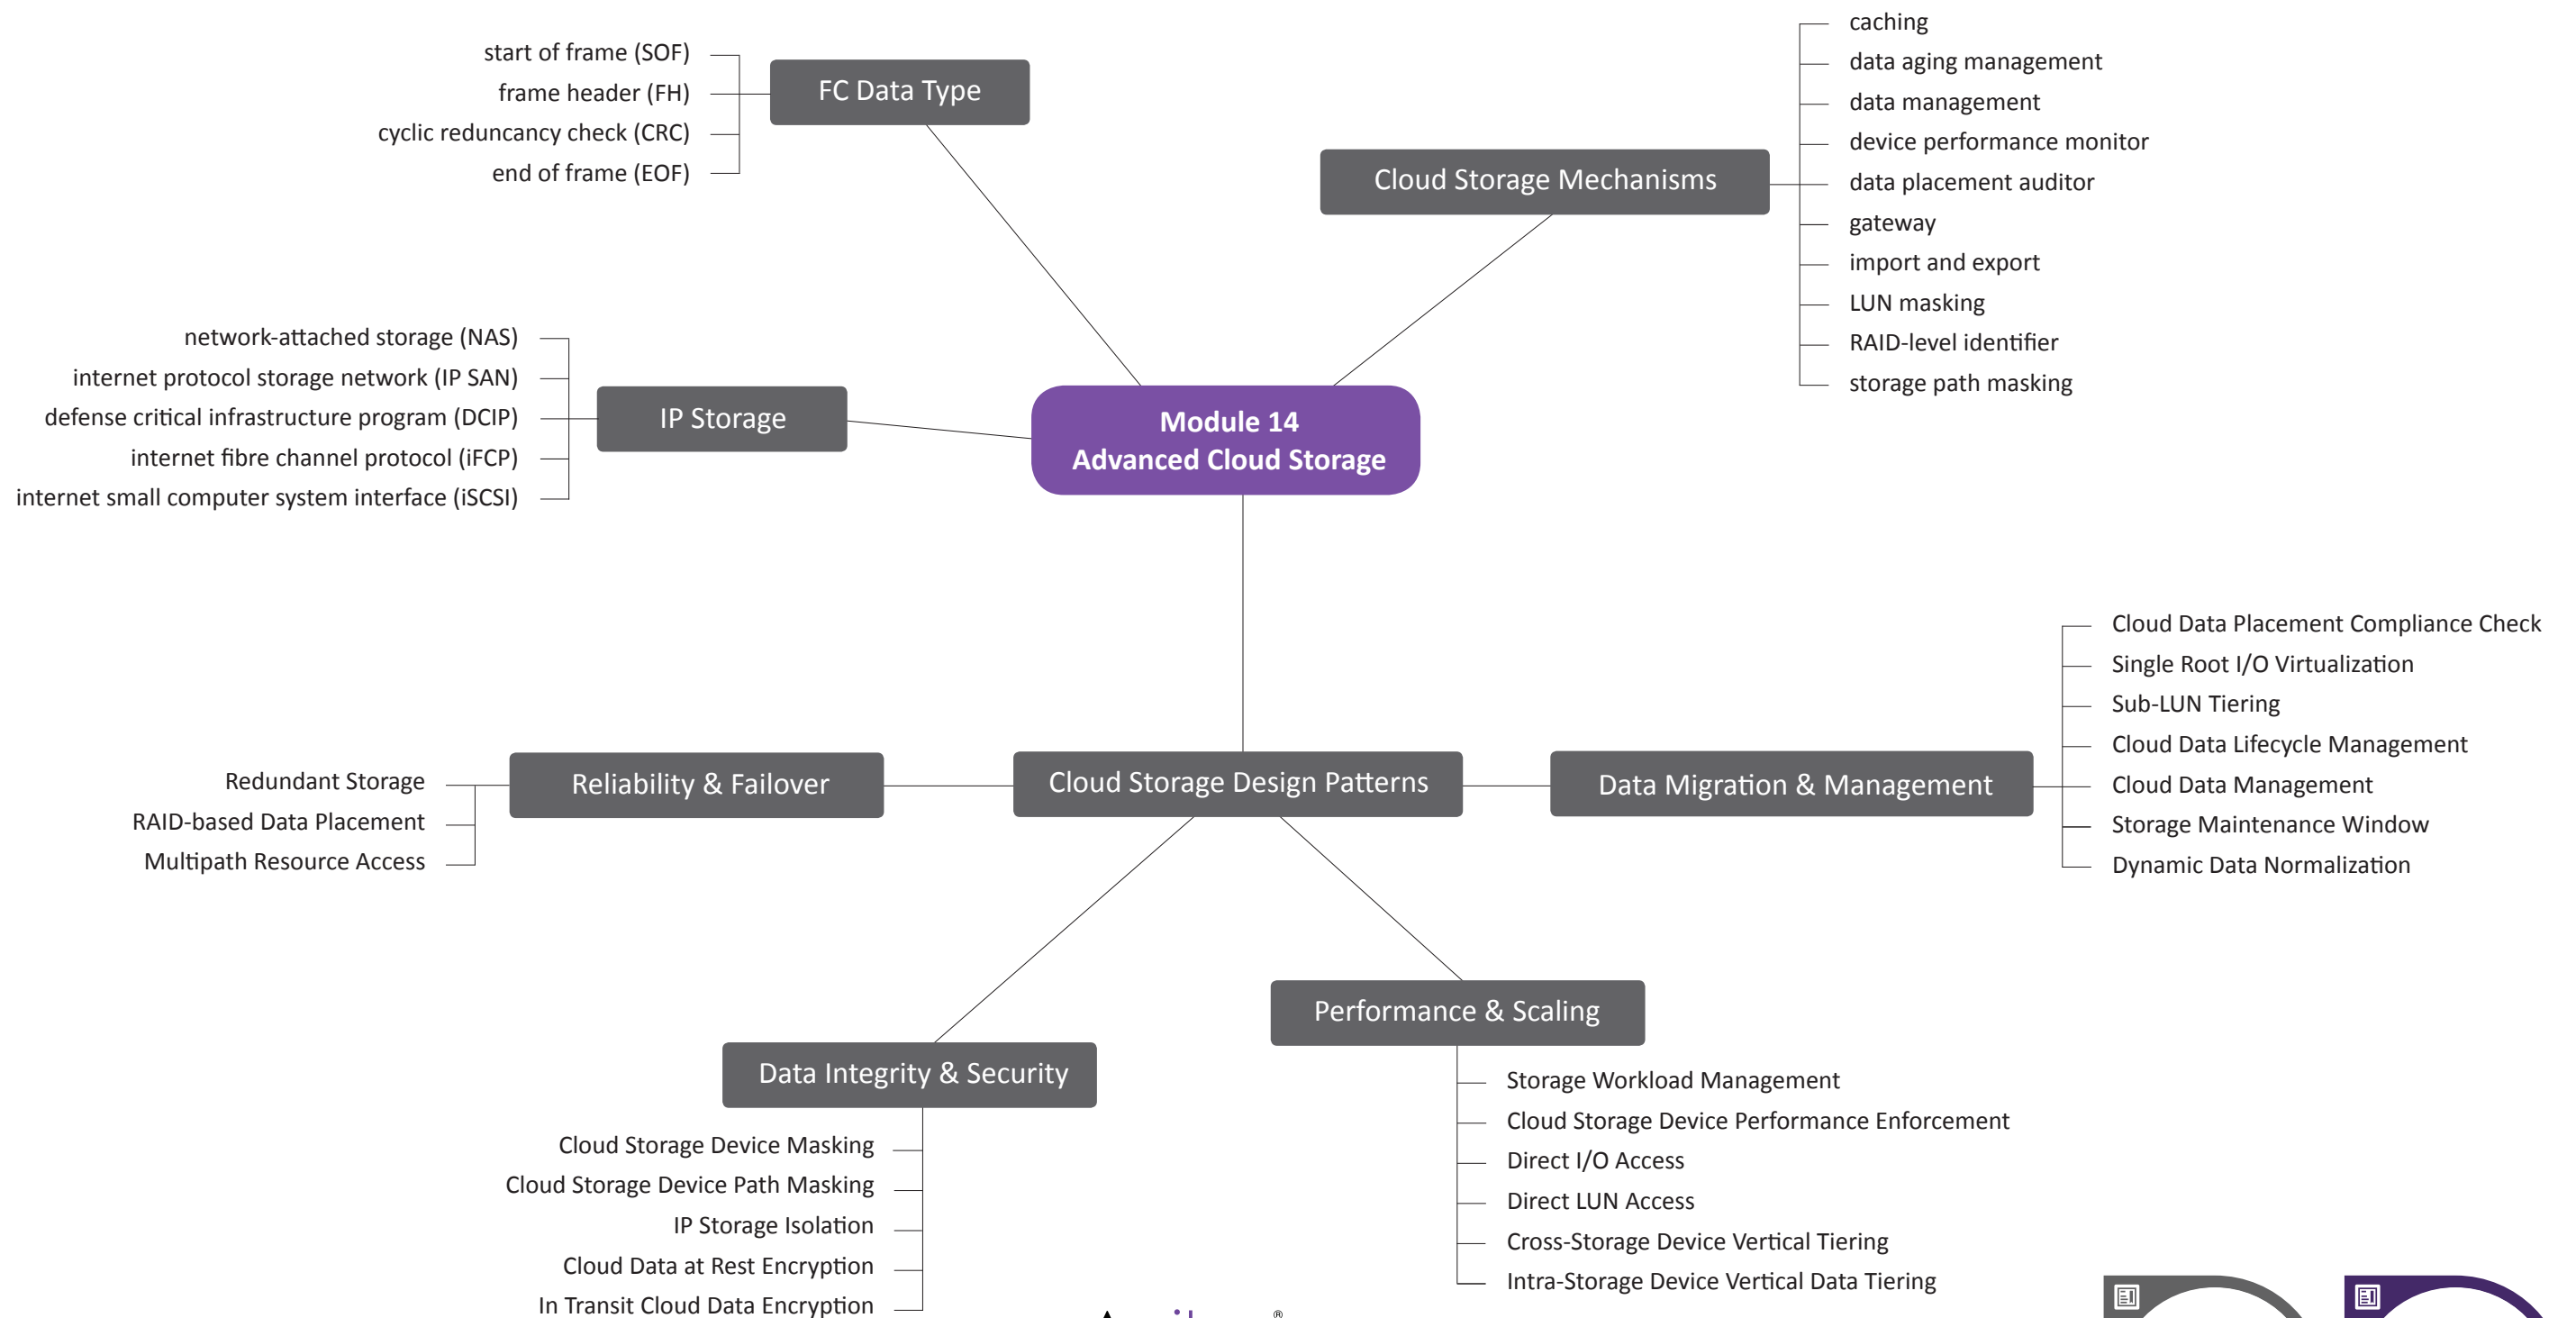 start of frame (SOF)
frame header (FH)
cyclic reduncancy check (CRC)
end of frame (EOF)
FC Data Type
Cloud Storage Mechanisms
caching
data aging management
data management
device performance monitor
data placement auditor
gateway
import and export
LUN masking
RAID-level identifier
storage path masking
network-attached storage (NAS)
internet protocol storage network (IP SAN)
defense critical infrastructure program (DCIP)
internet fibre channel protocol (iFCP)
internet small computer system interface (iSCSI)
IP Storage
Module 14
Advanced Cloud Storage
Redundant Storage
RAID-based Data Placement
Multipath Resource Access
Reliability & Failover
Cloud Storage Design Patterns
Data Migration & Management
Cloud Data Placement Compliance Check
Single Root I/O Virtualization
Sub-LUN Tiering
Cloud Data Lifecycle Management
Cloud Data Management
Storage Maintenance Window
Dynamic Data Normalization
Data Integrity & Security
Cloud Storage Device Masking
Cloud Storage Device Path Masking
IP Storage Isolation
Cloud Data at Rest Encryption
In Transit Cloud Data Encryption
Performance & Scaling
Storage Workload Management
Cloud Storage Device Performance Enforcement
Direct I/O Access
Direct LUN Access
Cross-Storage Device Vertical Tiering
Intra-Storage Device Vertical Data Tiering
®